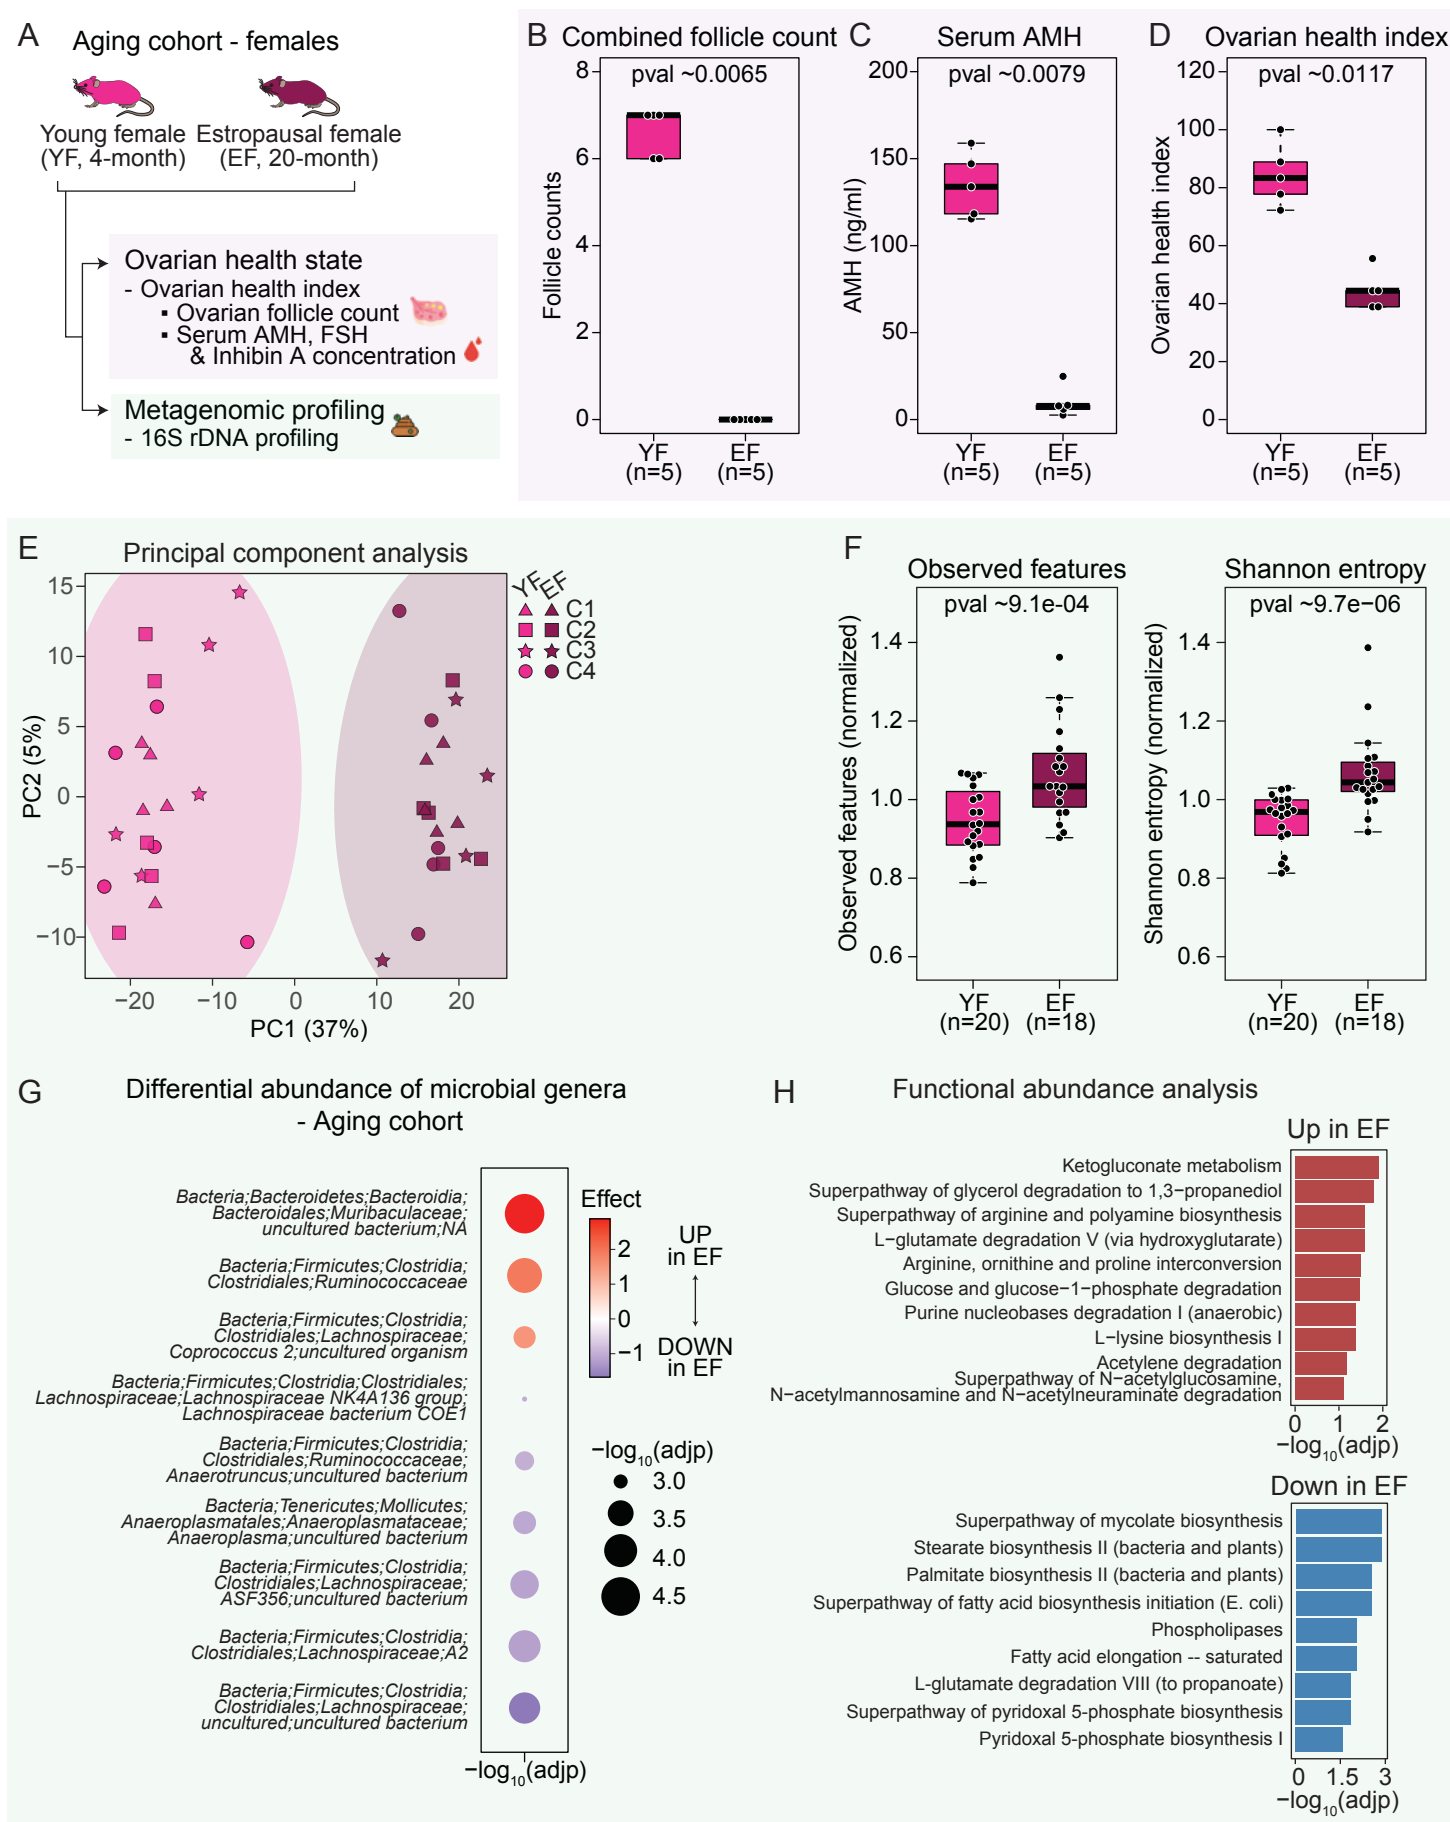 A
Aging cohort - females
Young female
(YF, 4-month)
Estropausal female
(EF, 20-month)
Ovarian health state
- Ovarian health index
▪ Ovarian follicle count
▪ Serum AMH, FSH
& Inhibin A concentration
Metagenomic profiling
- 16S rDNA profiling
B
Combined follicle count
pval ~0.0065
Follicle counts
8
6
4
2
0
YF
(n=5)
EF
(n=5)
C
Serum AMH
pval ~0.0079
AMH (ng/ml)
200
150
100
50
0
YF
(n=5)
EF
(n=5)
D
Ovarian health index
pval ~0.0117
Ovarian health index
120
100
80
60
40
20
0
YF
(n=5)
EF
(n=5)
E
Principal component analysis
PC2 (5%)
15
10
5
0
−5
−10
−20
−10
0
10
20
PC1 (37%)
YF
EF
C1
C2
C3
C4
F
Observed features
pval ~9.1e-04
Observed features (normalized)
1.4
1.2
1.0
0.8
0.6
YF
(n=20)
EF
(n=18)
Shannon entropy
pval ~9.7e−06
Shannon entropy (normalized)
1.4
1.2
1.0
0.8
0.6
YF
(n=20)
EF
(n=18)
G
Differential abundance of microbial genera
- Aging cohort
Bacteria;Bacteroidetes;Bacteroidia;
Bacteroidales;Muribaculaceae;
uncultured bacterium;NA
Bacteria;Firmicutes;Clostridia;
Clostridiales;Ruminococcaceae
Bacteria;Firmicutes;Clostridia;
Clostridiales;Lachnospiraceae;
Coprococcus 2;uncultured organism
Bacteria;Firmicutes;Clostridia;Clostridiales;
Lachnospiraceae;Lachnospiraceae NK4A136 group;
Lachnospiraceae bacterium COE1
Bacteria;Firmicutes;Clostridia;
Clostridiales;Ruminococcaceae;
Anaerotruncus;uncultured bacterium
Bacteria;Tenericutes;Mollicutes;
Anaeroplasmatales;Anaeroplasmataceae;
Anaeroplasma;uncultured bacterium
Bacteria;Firmicutes;Clostridia;
Clostridiales;Lachnospiraceae;
ASF356;uncultured bacterium
Bacteria;Firmicutes;Clostridia;
Clostridiales;Lachnospiraceae;A2
Bacteria;Firmicutes;Clostridia;
Clostridiales;Lachnospiraceae;
uncultured;uncultured bacterium
−log10(adjp)
Effect
2
1
0
−1
UP
in EF
DOWN
in EF
−log10(adjp)
3.0
3.5
4.0
4.5
H
Functional abundance analysis
Up in EF
Ketogluconate metabolism
Superpathway of glycerol degradation to 1,3−propanediol
Superpathway of arginine and polyamine biosynthesis
L−glutamate degradation V (via hydroxyglutarate)
Arginine, ornithine and proline interconversion
Glucose and glucose−1−phosphate degradation
Purine nucleobases degradation I (anaerobic)
L−lysine biosynthesis I
Acetylene degradation
Superpathway of N−acetylglucosamine,
N−acetylmannosamine and N−acetylneuraminate degradation
0
1
2
−log10(adjp)
Down in EF
Superpathway of mycolate biosynthesis
Stearate biosynthesis II (bacteria and plants)
Palmitate biosynthesis II (bacteria and plants)
Superpathway of fatty acid biosynthesis initiation (E. coli)
Phospholipases
Fatty acid elongation -- saturated
L-glutamate degradation VIII (to propanoate)
Superpathway of pyridoxal 5-phosphate biosynthesis
Pyridoxal 5-phosphate biosynthesis I
0
1.5
3
−log10(adjp)